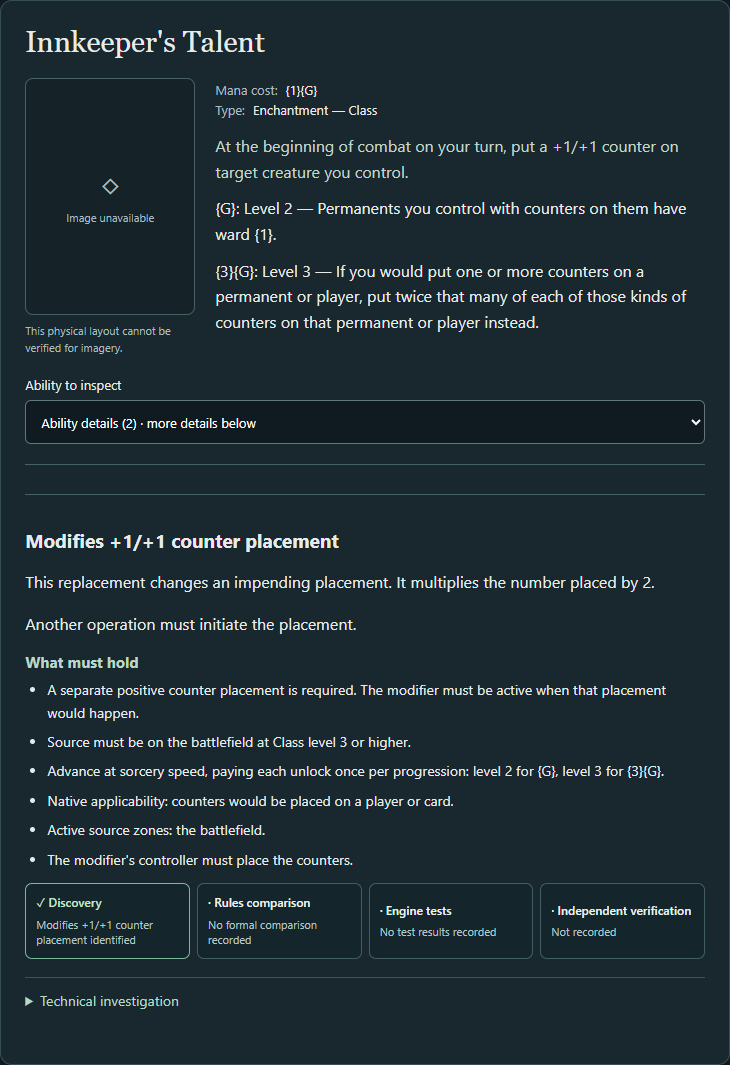 Innkeeper's Talent
Mana cost: {1}{G}
Type: Enchantment — Class
At the beginning of combat on your turn, put a +1/+1 counter on
target creature you control.
{G}: Level 2 — Permanents you control with counters on them have
ward {1}.
{3}{G}: Level 3 — If you would put one or more counters on a
permanent or player, put twice that many of each of those kinds of
counters on that permanent or player instead.
Image unavailable
This physical layout cannot be
verified for imagery.
Ability to inspect
Ability details (2) · more details below
Modifies +1/+1 counter placement
This replacement changes an impending placement. It multiplies the number placed by 2.
Another operation must initiate the placement.
What must hold
• A separate positive counter placement is required. The modifier must be active when that placement
would happen.
• Source must be on the battlefield at Class level 3 or higher.
• Advance at sorcery speed, paying each unlock once per progression: level 2 for {G}, level 3 for {3}{G}.
• Native applicability: counters would be placed on a player or card.
• Active source zones: the battlefield.
• The modifier's controller must place the counters.
✓ Discovery
Modifies +1/+1 counter
placement identified
· Rules comparison
No formal comparison
recorded
· Engine tests
No test results recorded
· Independent verification
Not recorded
▶ Technical investigation